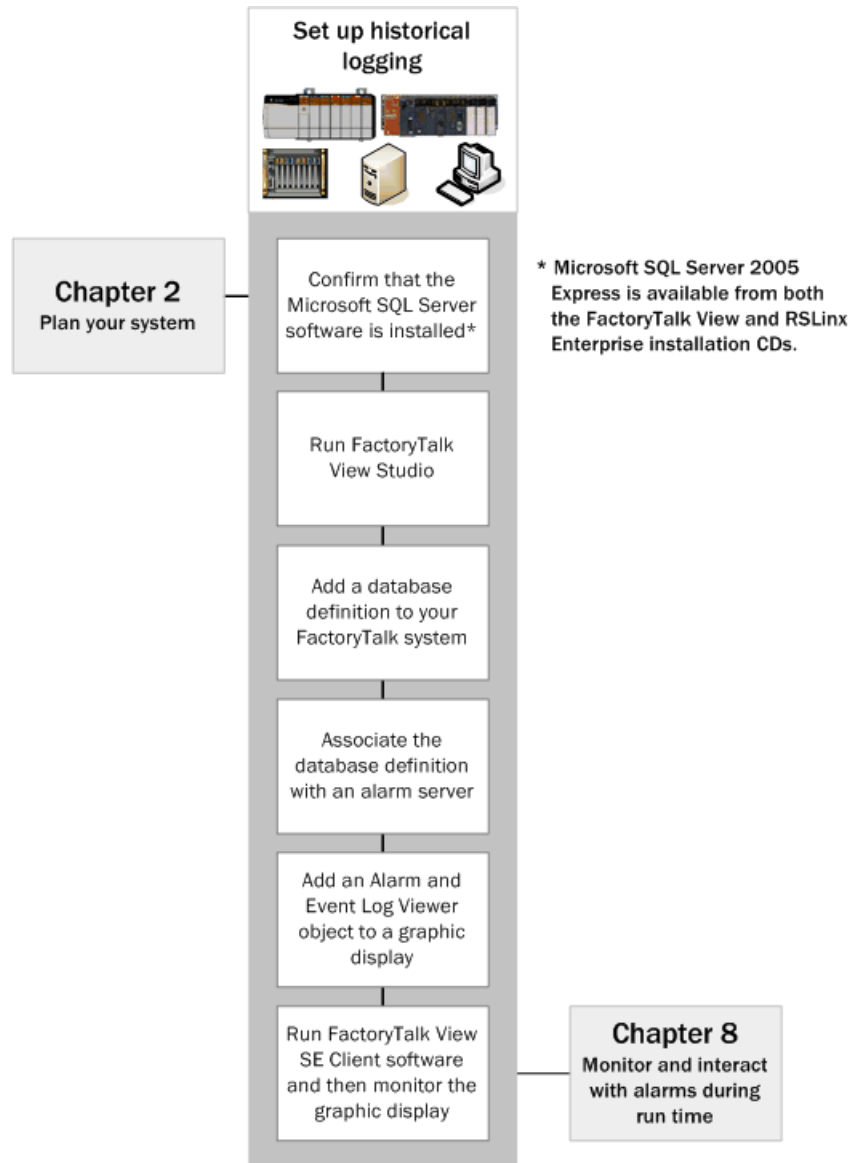 Set up historical
logging
Chapter 2
Plan your system
Confirm that the
Microsoft SQL Server
software is installed*
* Microsoft SQL Server 2005
Express is available from both
the FactoryTalk View and RSLinx
Enterprise installation CDs.
Run FactoryTalk
View Studio
Add a database
definition to your
FactoryTalk system
Associate the
database definition
with an alarm server
Add an Alarm and
Event Log Viewer
object to a graphic
display
Run FactoryTalk View
SE Client software
and then monitor the
graphic display
Chapter 8
Monitor and interact
with alarms during
run time